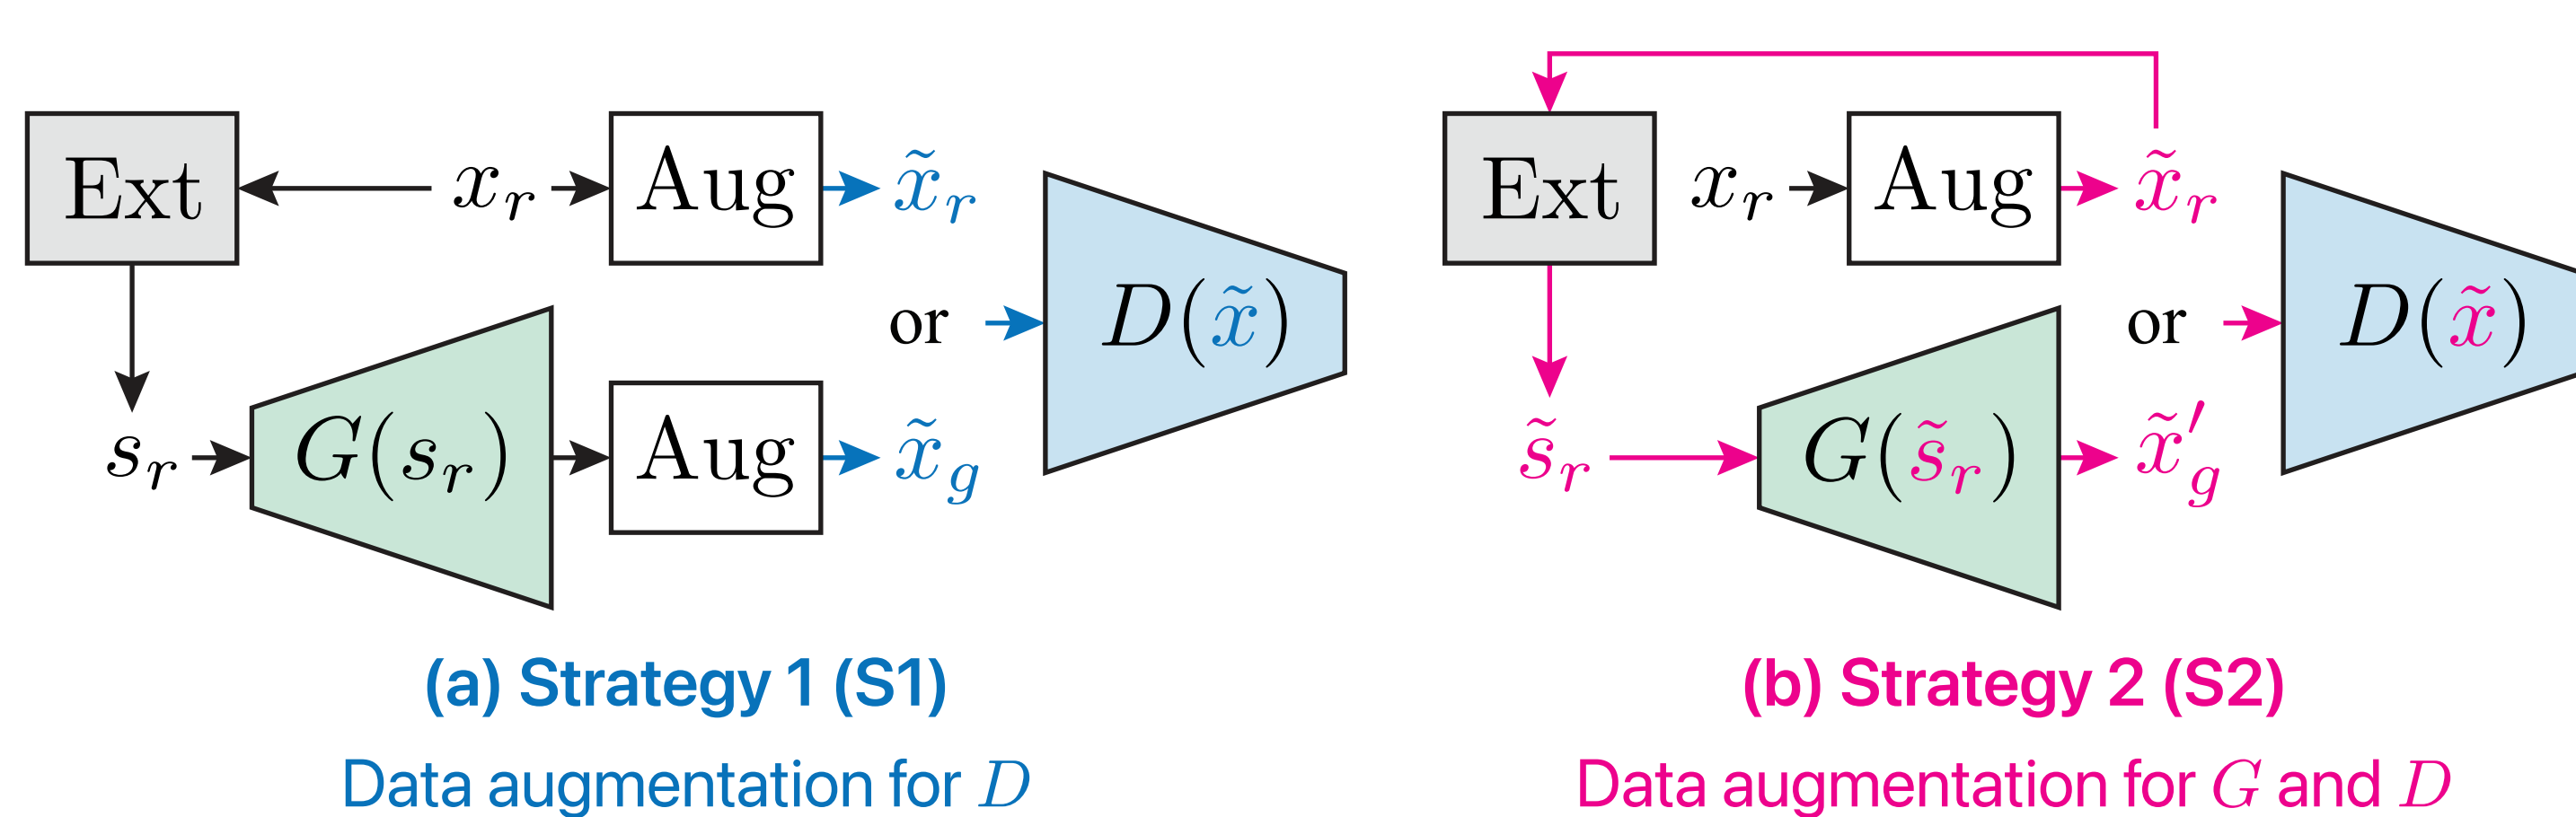 Ext
x_r
Aug
x̃_r
or
D(x̃)
s_r
G(s_r)
Aug
x̃_g
(a) Strategy 1 (S1)
Data augmentation for D
Ext
x_r
Aug
x̃_r
or
D(x̃)
s̃_r
G(s̃_r)
x̃′_g
(b) Strategy 2 (S2)
Data augmentation for G and D